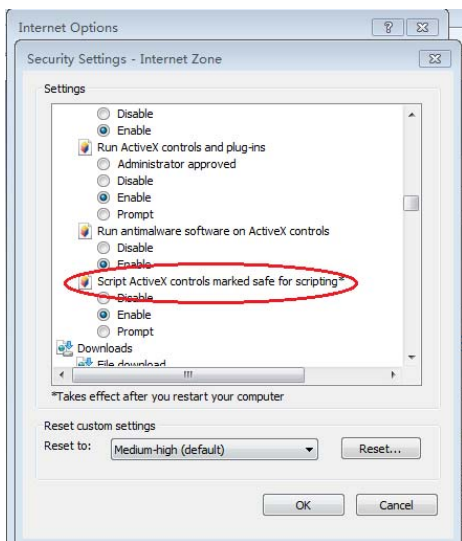 Internet Options
Security Settings - Internet Zone
Settings
Disable
Enable
Run ActiveX controls and plug-ins
Administrator approved
Disable
Enable
Prompt
Run antimalware software on ActiveX controls
Disable
Enable
Script ActiveX controls marked safe for scripting*
Disable
Enable
Prompt
Downloads
File download
*Takes effect after you restart your computer
Reset custom settings
Reset to: Medium-high (default) Reset...
OK Cancel